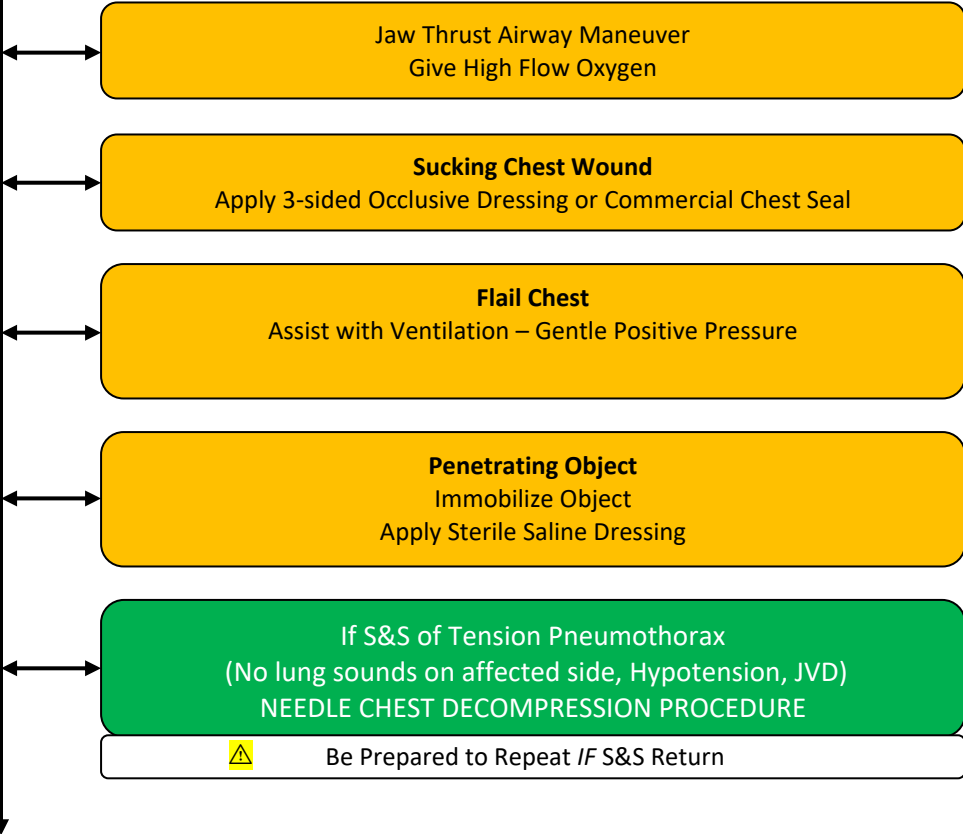 Jaw Thrust Airway Maneuver
Give High Flow Oxygen
Sucking Chest Wound
Apply 3-sided Occlusive Dressing or Commercial Chest Seal
Flail Chest
Assist with Ventilation – Gentle Positive Pressure
Penetrating Object
Immobilize Object
Apply Sterile Saline Dressing
If S&S of Tension Pneumothorax
(No lung sounds on affected side, Hypotension, JVD)
NEEDLE CHEST DECOMPRESSION PROCEDURE
⚠ Be Prepared to Repeat IF S&S Return